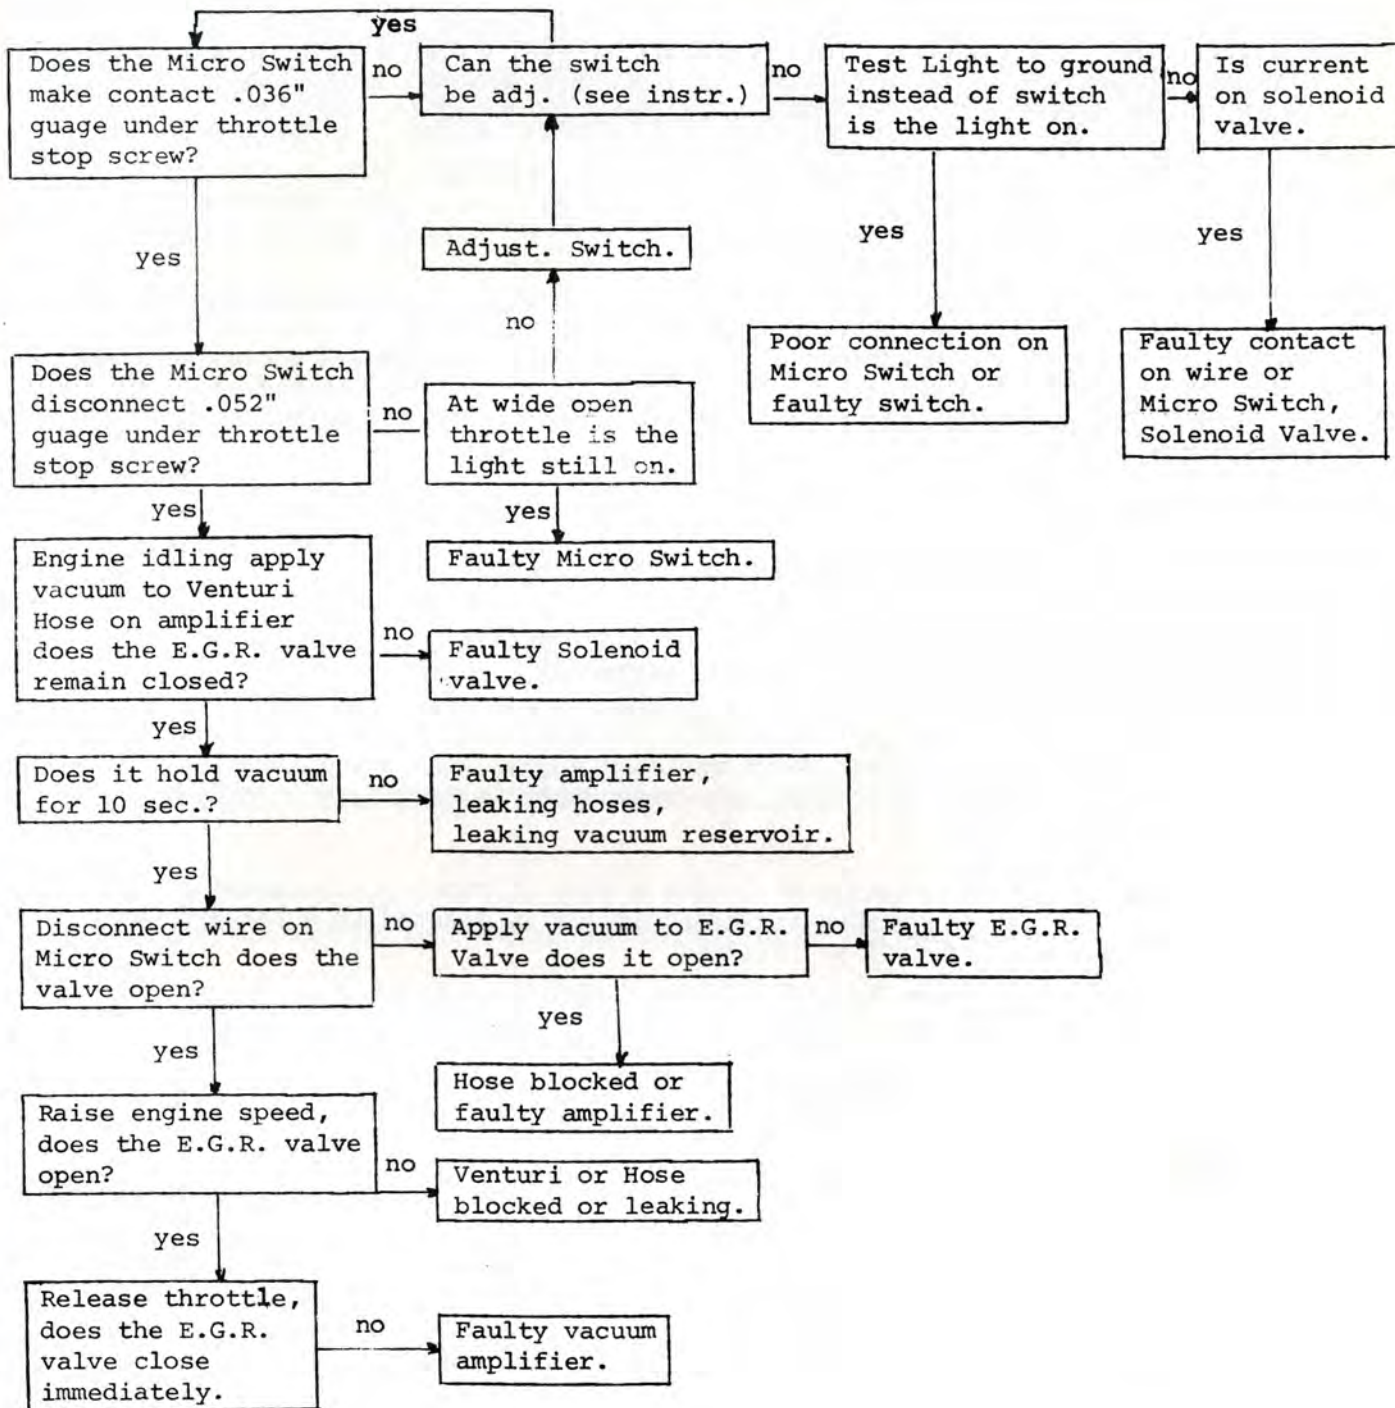 yes
Does the Micro Switch
make contact .036"
guage under throttle
stop screw?
no
Can the switch
be adj. (see instr.)
no
Test Light to ground
instead of switch
is the light on.
no
Is current
on solenoid
valve.
yes
Adjust. Switch.
yes
yes
no
Poor connection on
Micro Switch or
faulty switch.
Faulty contact
on wire or
Micro Switch,
Solenoid Valve.
Does the Micro Switch
disconnect .052"
guage under throttle
stop screw?
no
At wide open
throttle is the
light still on.
yes
yes
Faulty Micro Switch.
Engine idling apply
vacuum to Venturi
Hose on amplifier
does the E.G.R. valve
remain closed?
no
Faulty Solenoid
valve.
yes
Does it hold vacuum
for 10 sec.?
no
Faulty amplifier,
leaking hoses,
leaking vacuum reservoir.
yes
Disconnect wire on
Micro Switch does the
valve open?
no
Apply vacuum to E.G.R.
Valve does it open?
no
Faulty E.G.R.
valve.
yes
yes
Hose blocked or
faulty amplifier.
Raise engine speed,
does the E.G.R. valve
open?
no
Venturi or Hose
blocked or leaking.
yes
Release throttle,
does the E.G.R.
valve close
immediately.
no
Faulty vacuum
amplifier.